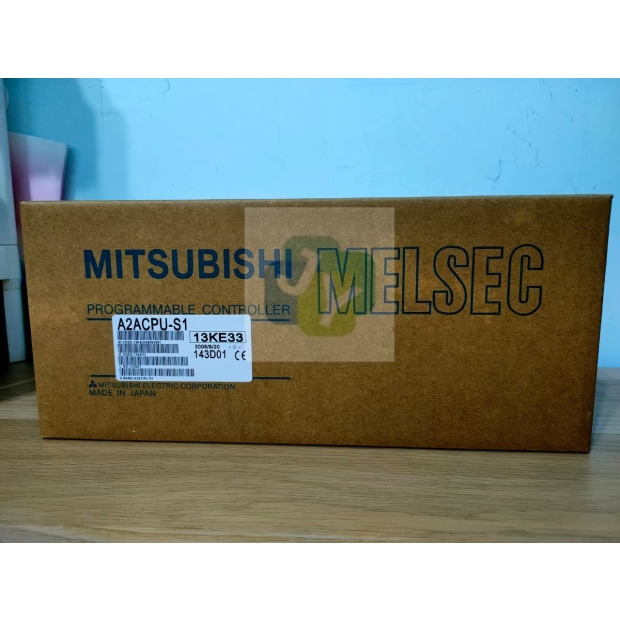 MITSUBISHI MELSEC
PROGRAMMABLE CONTROLLER
A2ACPU-S1
13KE33
2006/8/20
143D01 CE
MITSUBISHI ELECTRIC CORPORATION
MADE IN JAPAN